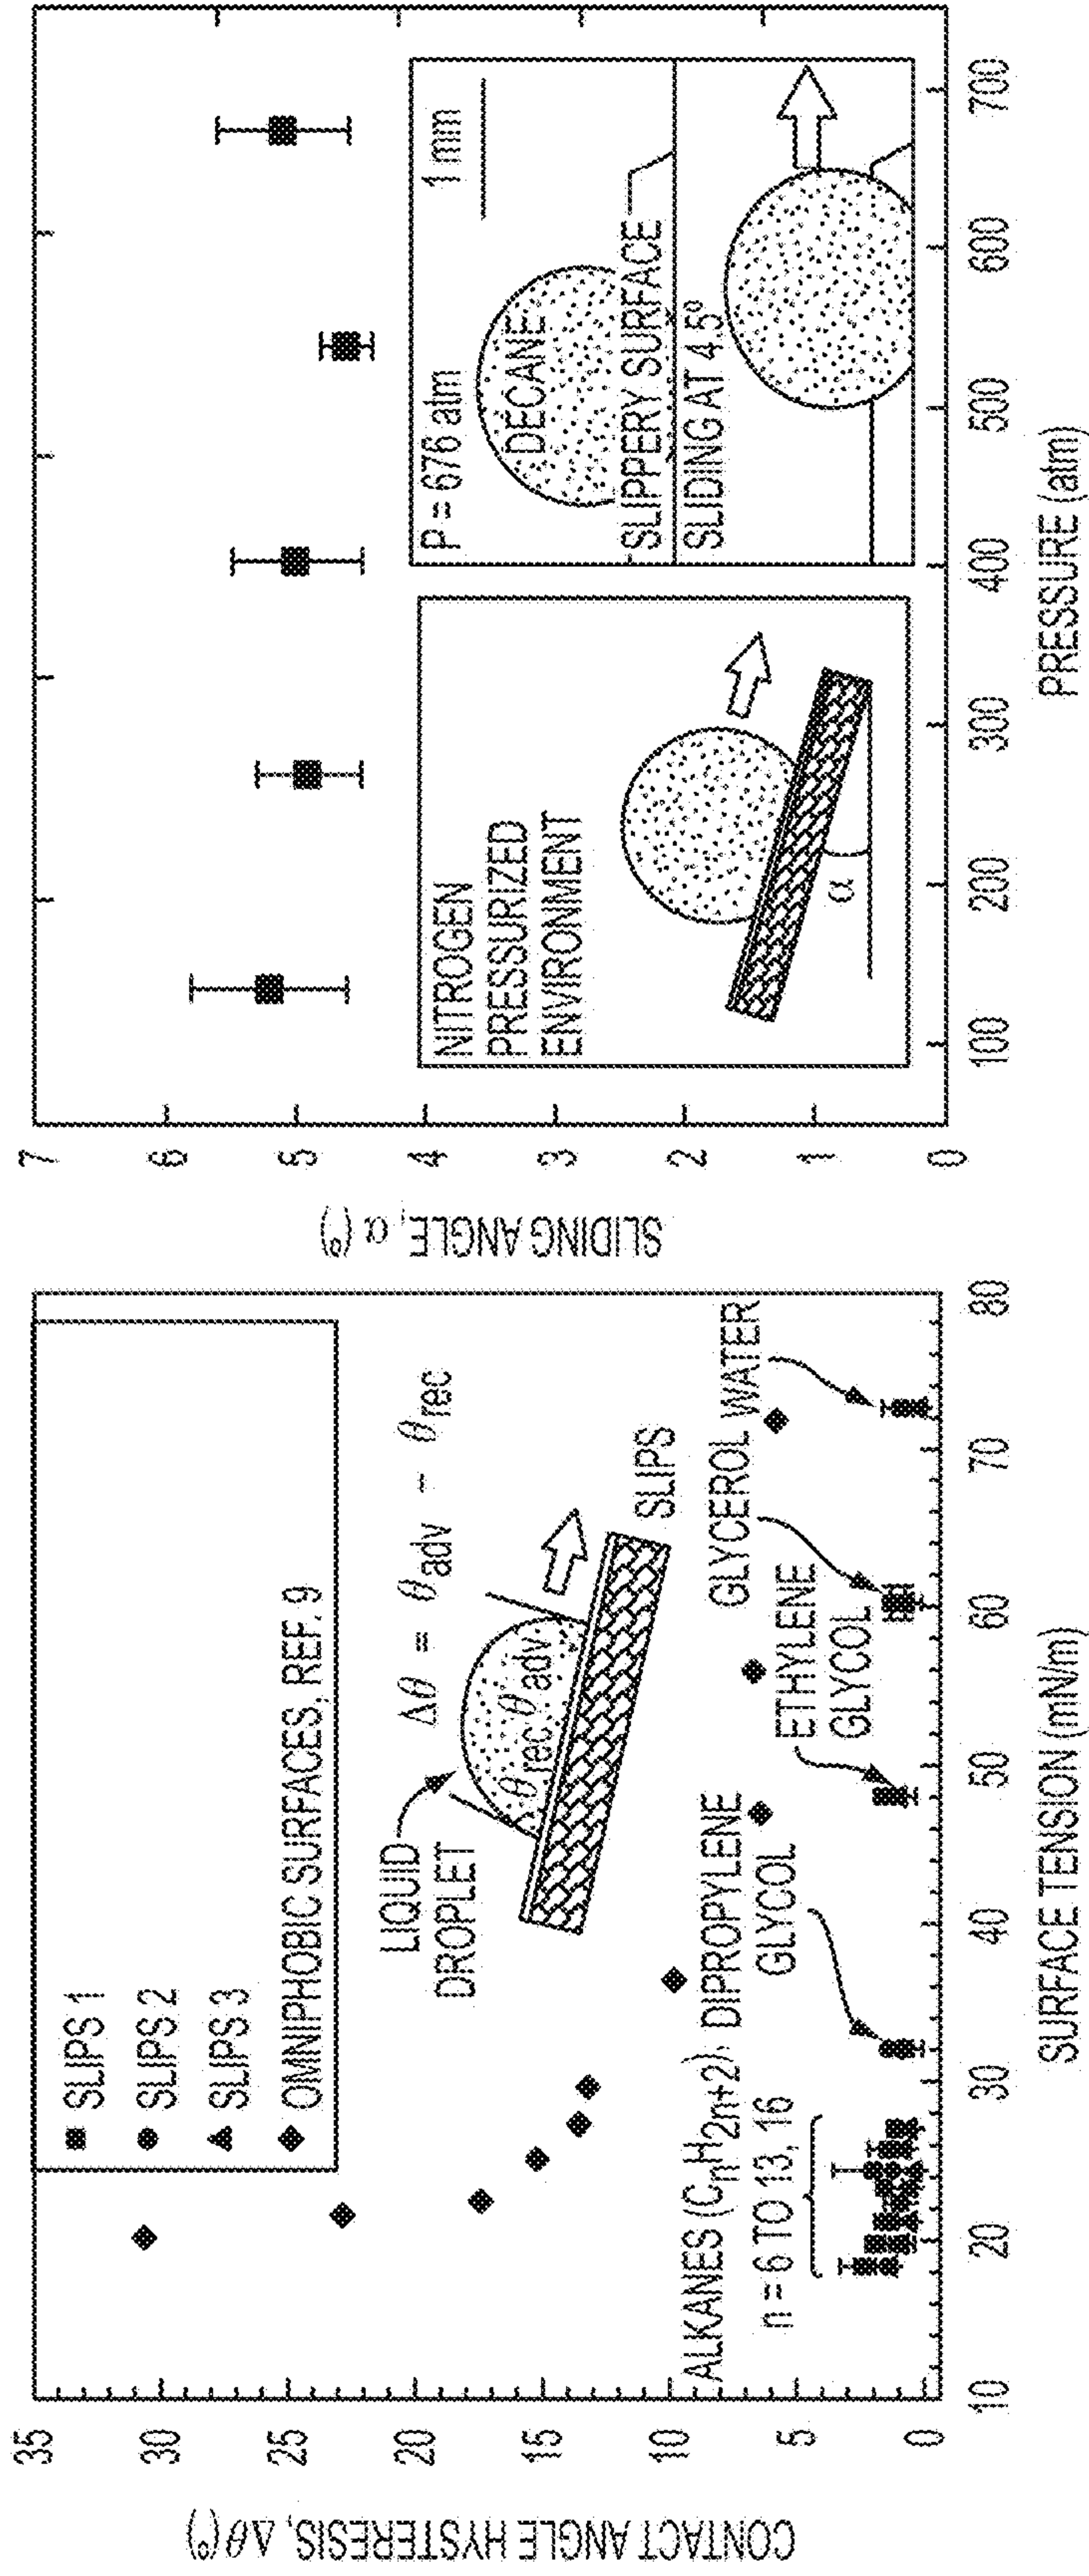 CONTACT ANGLE HYSTERESIS, Δθ (°)
35
30
25
20
15
10
5
0
SLIPS 1
SLIPS 2
SLIPS 3
OMNIPHOBIC SURFACES, REF. 9
Δθ = θadv - θrec
LIQUID
DROPLET
θrec θadv
SLIPS
ALKANES (CnH2n+2),
n = 6 TO 13, 16
DIPROPYLENE
GLYCOL
ETHYLENE
GLYCOL
GLYCEROL
WATER
10
20
30
40
50
60
70
80
SURFACE TENSION (mN/m)
SLIDING ANGLE, α (°)
7
6
5
4
3
2
1
0
NITROGEN
PRESSURIZED
ENVIRONMENT
α
P = 676 atm
1 mm
DECANE
SLIPPERY SURFACE
SLIDING AT 4.5°
100
200
300
400
500
600
700
PRESSURE (atm)